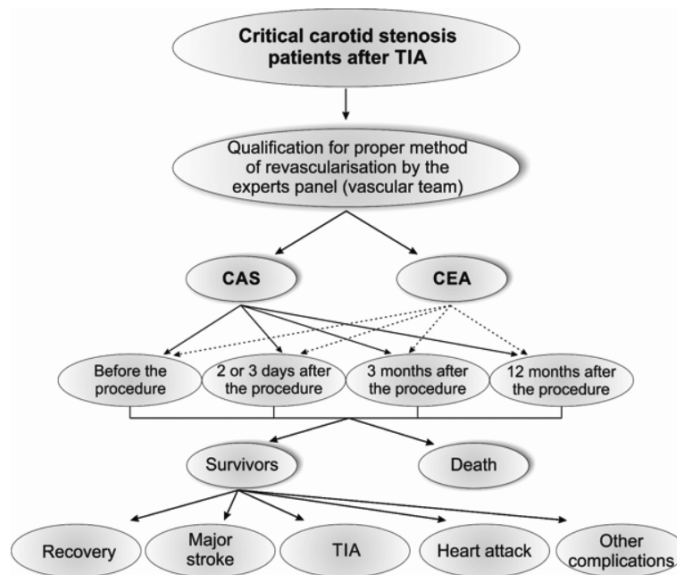 Critical carotid stenosis
patients after TIA
Qualification for proper method
of revascularisation by the
experts panel (vascular team)
CAS
CEA
Before the
procedure
2 or 3 days after
the procedure
3 months after
the procedure
12 months after
the procedure
Survivors
Death
Recovery
Major
stroke
TIA
Heart attack
Other
complications